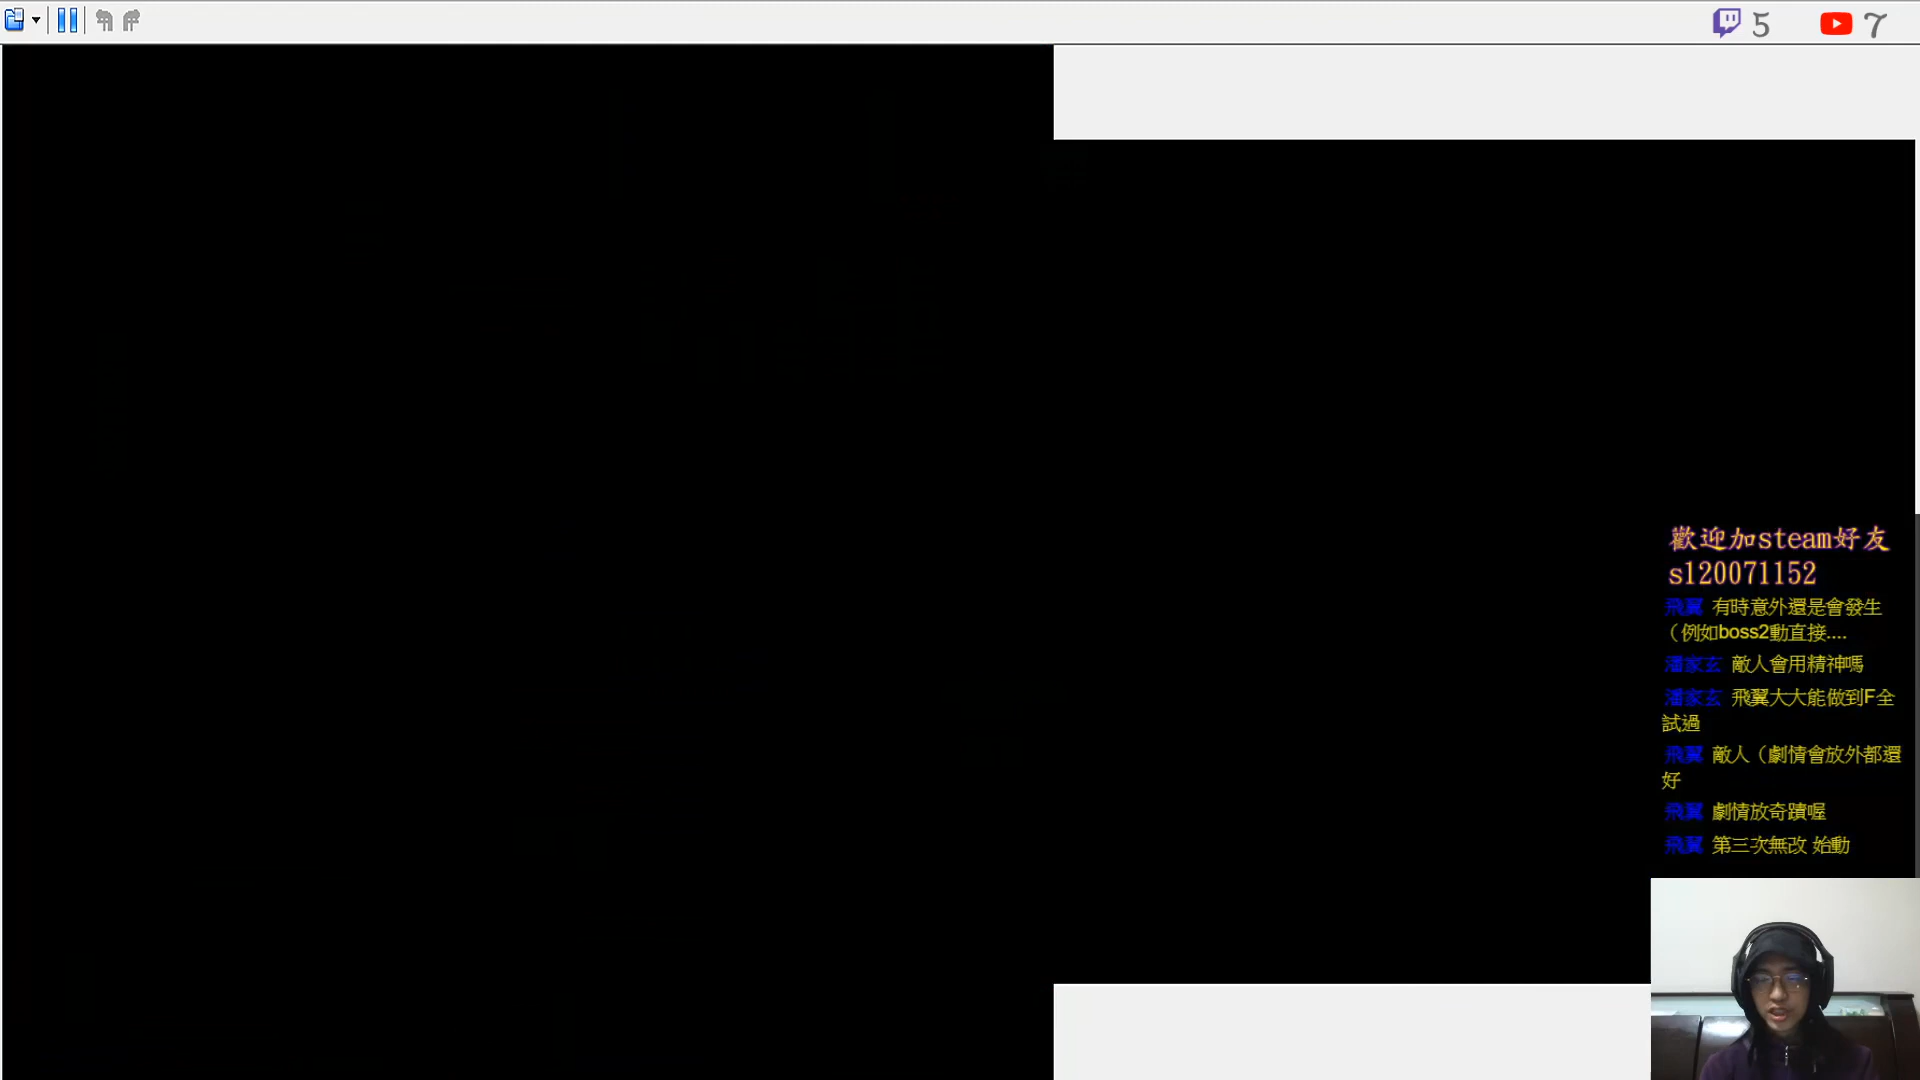 5
7
歡迎加steam好友
s120071152
飛翼 有時意外還是會發生
（例如boss2動直接....
潘家玄 敵人會用精神嗎
潘家玄 飛翼大大能做到F全
試過
飛翼 敵人（劇情會放外都還
好
飛翼 劇情放奇蹟喔
飛翼 第三次無改 始動